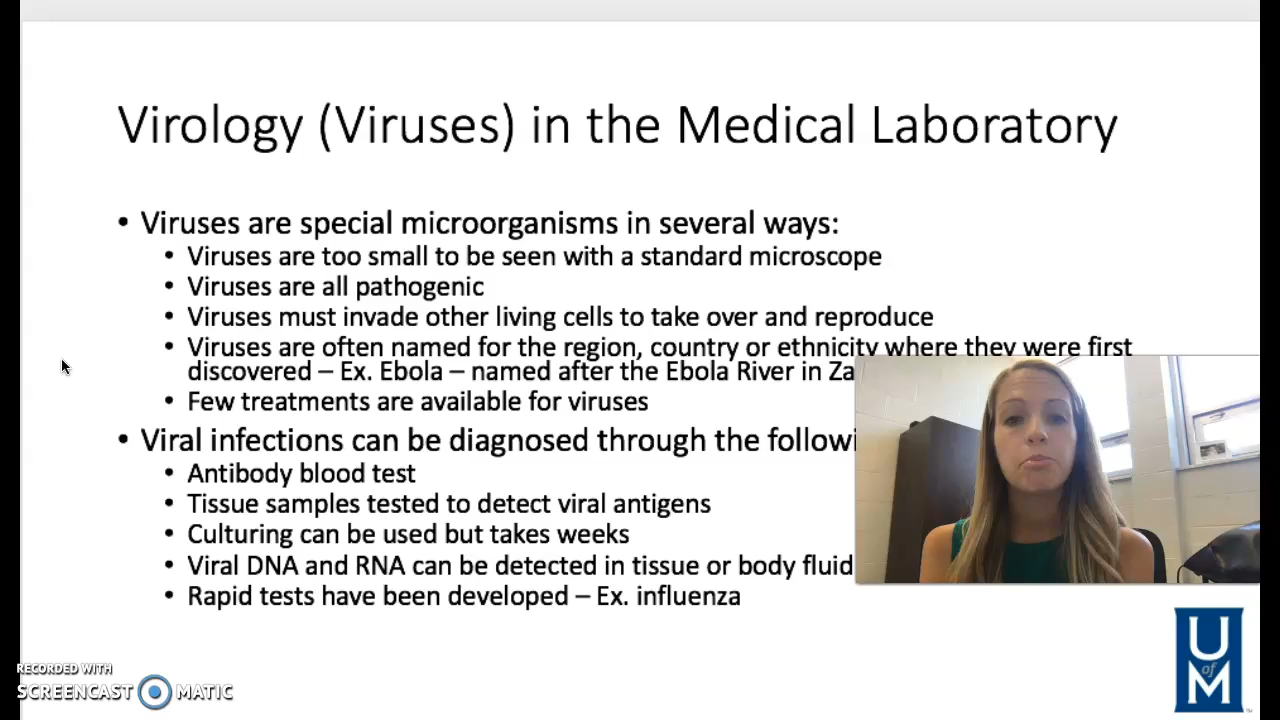 Virology (Viruses) in the Medical Laboratory
• Viruses are special microorganisms in several ways:
• Viruses are too small to be seen with a standard microscope
• Viruses are all pathogenic
• Viruses must invade other living cells to take over and reproduce
• Viruses are often named for the region, country or ethnicity where they were first
discovered – Ex. Ebola – named after the Ebola River in
• Few treatments are available for viruses
• Viral infections can be diagnosed through the
• Antibody blood test
• Tissue samples tested to detect viral antigens
• Culturing can be used but takes weeks
• Viral DNA and RNA can be detected in tissue or body fluid
• Rapid tests have been developed – Ex. influenza
RECORDED WITH
SCREENCAST MATIC
U
of
M